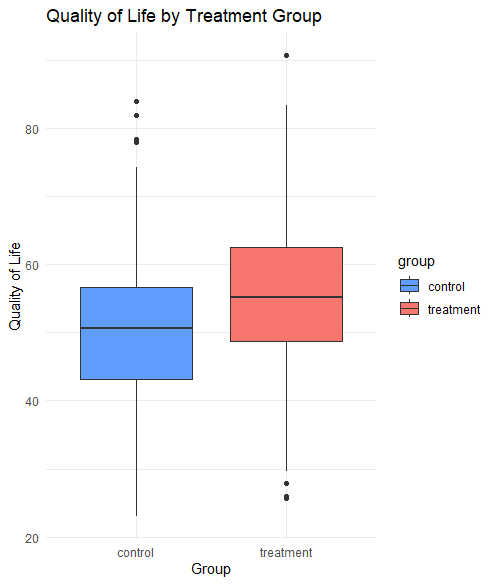 Quality of Life by Treatment Group
Quality of Life
80
60
40
20
control
treatment
Group
group
control
treatment